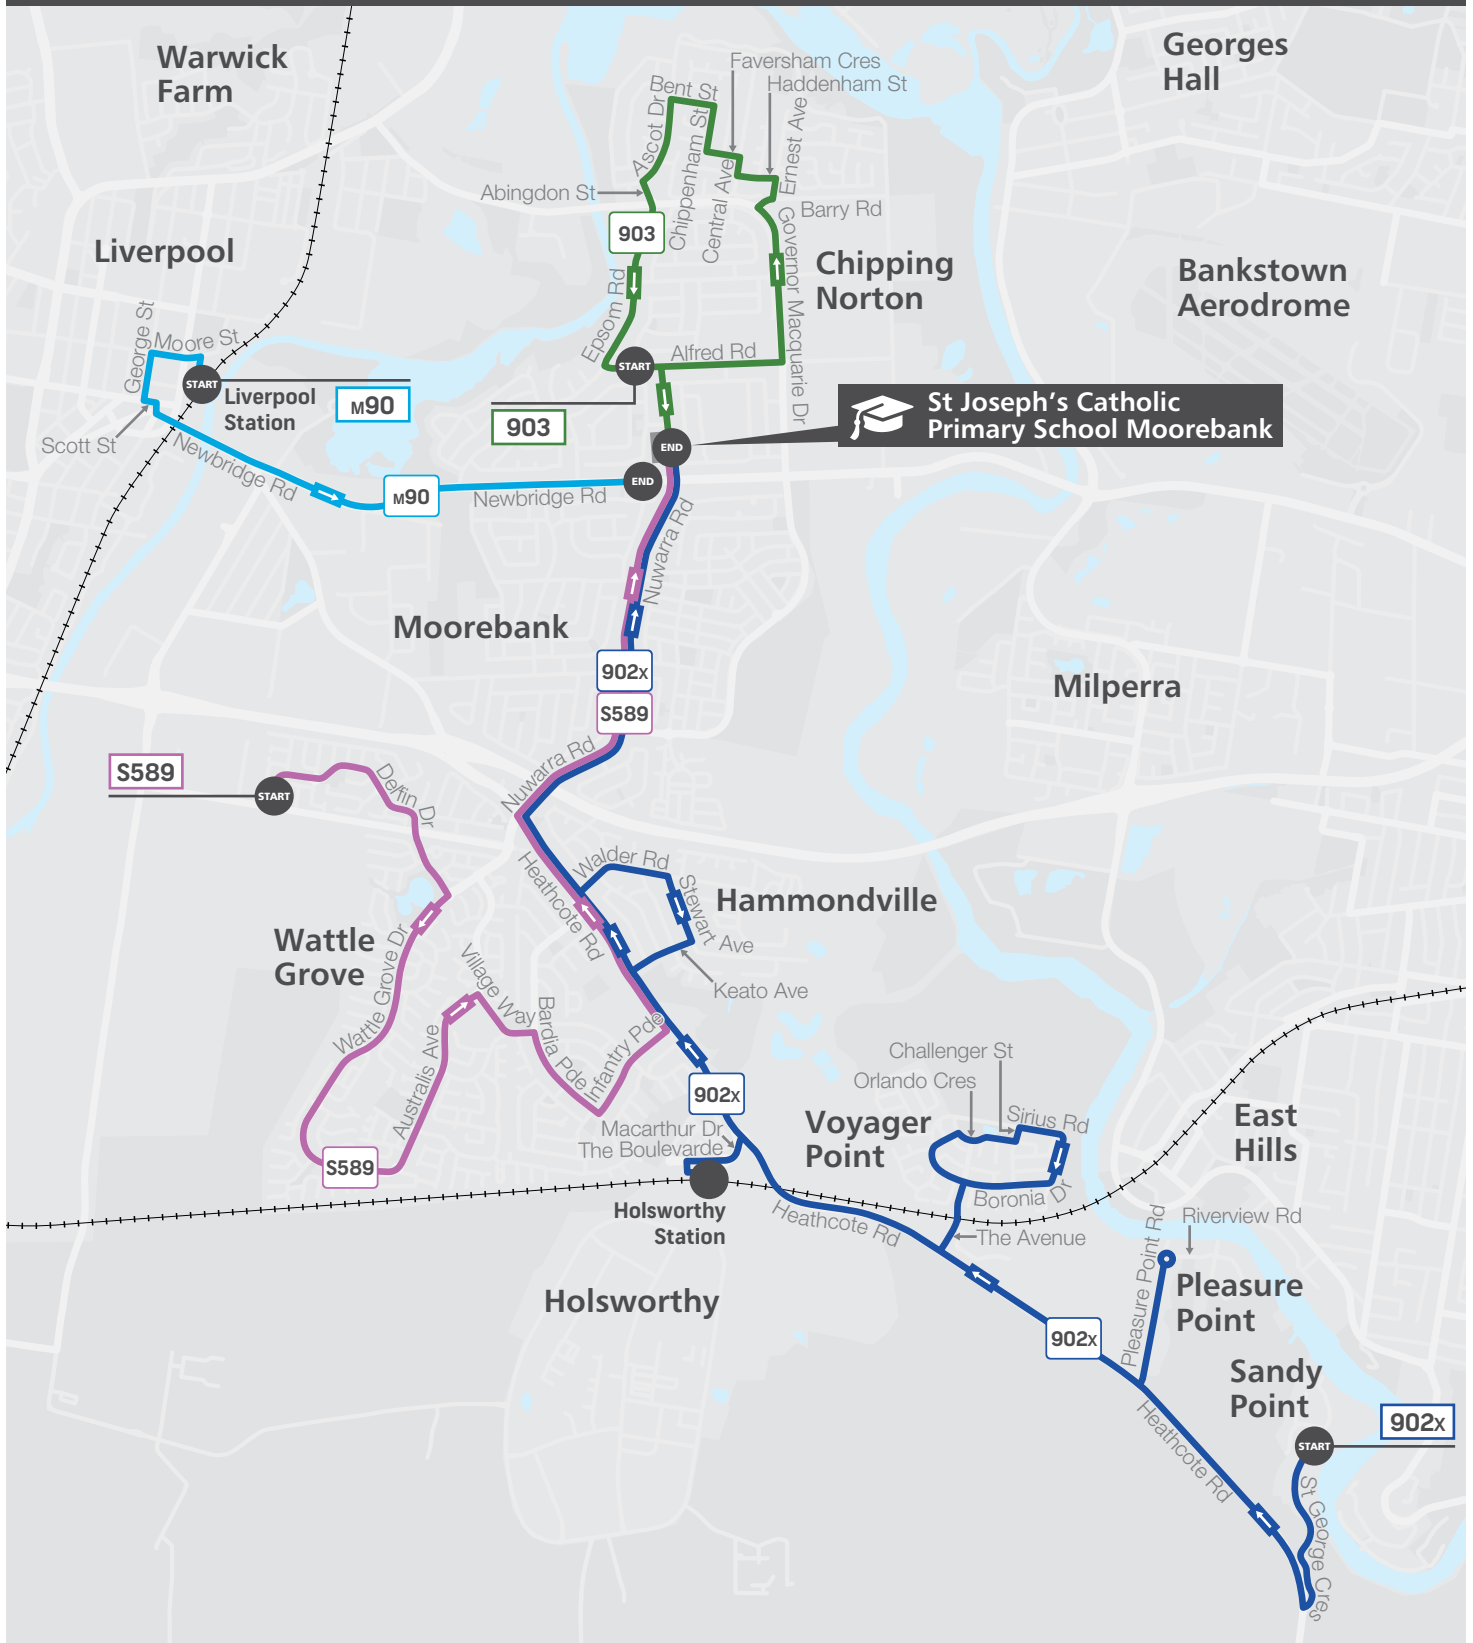 Warwick
Farm
Georges
Hall
Faversham Cres
Haddenham St
Bent St
Ascot Dr
Ernest Ave
Chippenham St
Central Ave
Abingdon St
Barry Rd
903
Governor Macquarie Dr
Liverpool
Chipping
Norton
Bankstown
Aerodrome
Epsom Rd
George St
Moore St
START
Alfred Rd
START
Liverpool
Station
M90
903
St Joseph's Catholic
Primary School Moorebank
Scott St
END
Newbridge Rd
END
M90
Newbridge Rd
Nuwarra Rd
Moorebank
902X
Milperra
S589
Nuwarra Rd
S589
START
Delfin Dr
Heathcote Rd
Walder Rd
Stewart Ave
Hammondville
Wattle
Grove
Wattle Grove Dr
Village Way
Keato Ave
Bardia Pde
Infantry Pde
Australis Ave
Challenger St
Orlando Cres
902X
Voyager
Point
Sirius Rd
East
Hills
Macarthur Dr
The Boulevarde
S589
Boronia Dr
Holsworthy
Station
Heathcote Rd
The Avenue
Pleasure Point Rd
Riverview Rd
Holsworthy
Pleasure
Point
902X
Sandy
Point
902X
START
Heathcote Rd
St George Cres